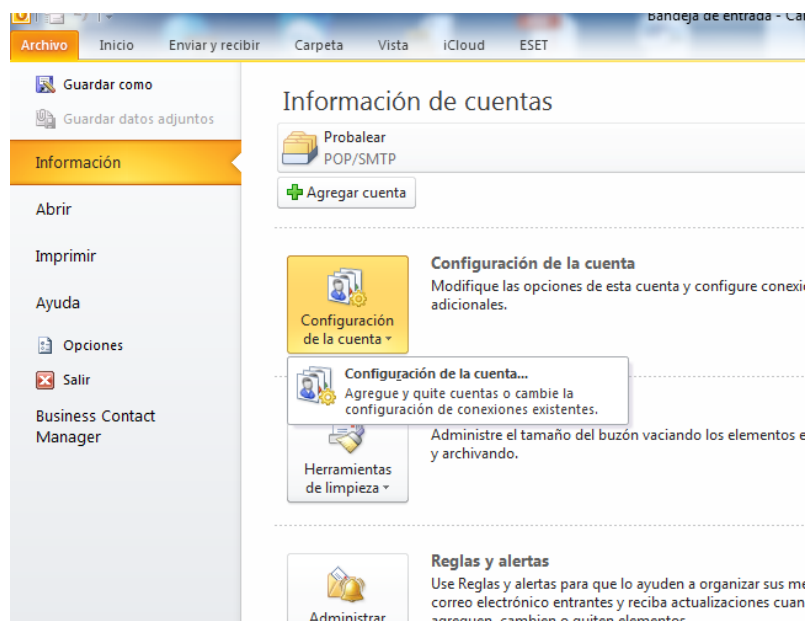 Bandeja de entrada - Ca
Archivo Inicio Enviar y recibir Carpeta Vista iCloud ESET
Guardar como
Guardar datos adjuntos
Información
Abrir
Imprimir
Ayuda
Opciones
Salir
Business Contact
Manager
Información de cuentas
Probalear
POP/SMTP
Agregar cuenta
Configuración
de la cuenta
Configuración de la cuenta
Modifique las opciones de esta cuenta y configure conexi
adicionales.
Configuración de la cuenta...
Agregue y quite cuentas o cambie la
configuración de conexiones existentes.
Herramientas
de limpieza
Administre el tamaño del buzón vaciando los elementos e
y archivando.
Administrar
Reglas y alertas
Use Reglas y alertas para que lo ayuden a organizar sus me
correo electrónico entrantes y reciba actualizaciones cuan
agreguen, cambien o quiten elementos.